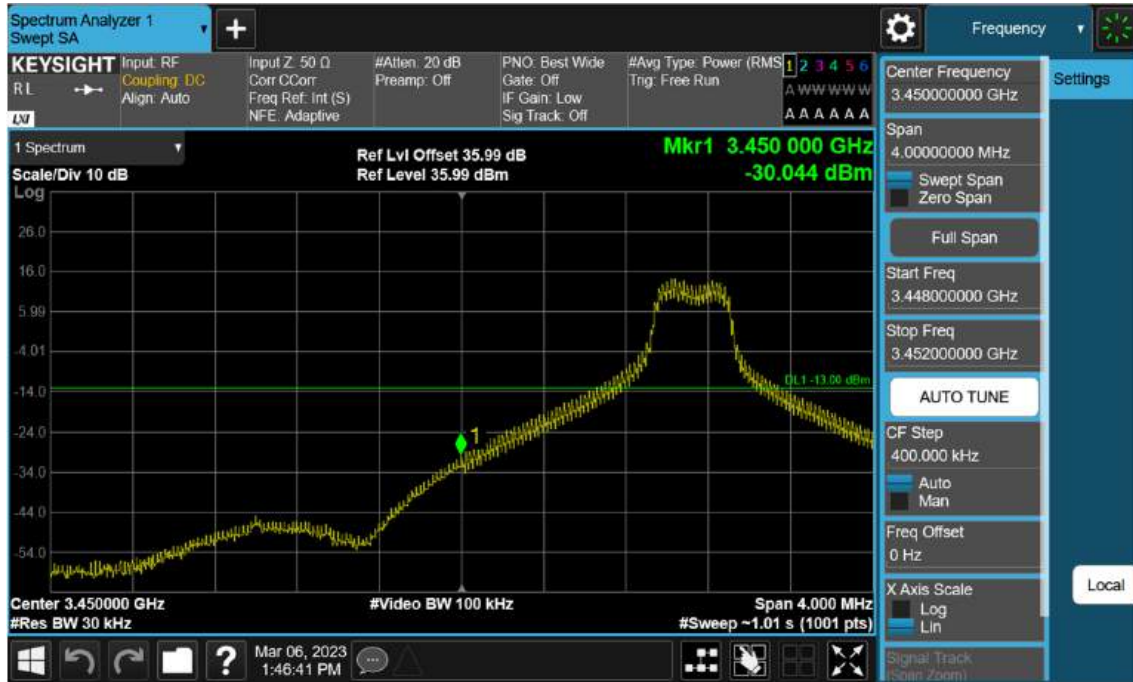 Spectrum Analyzer 1
Swept SA
+
Frequency
KEYSIGHT
R L
LXI
Input: RF
Coupling: DC
Align: Auto
Input Z: 50 Ω
Corr CCorr
Freq Ref: Int (S)
NFE: Adaptive
#Atten: 20 dB
Preamp: Off
PNO: Best Wide
Gate: Off
IF Gain: Low
Sig Track: Off
#Avg Type: Power (RMS
Trig: Free Run
1 2 3 4 5 6
A W W W W W
A A A A A A
1 Spectrum
Scale/Div 10 dB
Ref Lvl Offset 35.99 dB
Ref Level 35.99 dBm
Mkr1 3.450 000 GHz
-30.044 dBm
Log
26.0
16.0
5.99
-4.01
-14.0
-24.0
-34.0
-44.0
-54.0
DL1 -13.00 dBm
1
Center 3.450000 GHz
#Res BW 30 kHz
#Video BW 100 kHz
Span 4.000 MHz
#Sweep ~1.01 s (1001 pts)
Center Frequency
3.450000000 GHz
Settings
Span
4.00000000 MHz
Swept Span
Zero Span
Full Span
Start Freq
3.448000000 GHz
Stop Freq
3.452000000 GHz
AUTO TUNE
CF Step
400.000 kHz
Auto
Man
Freq Offset
0 Hz
X Axis Scale
Log
Lin
Local
Signal Track
(Span Zoom)
?
Mar 06, 2023
1:46:41 PM